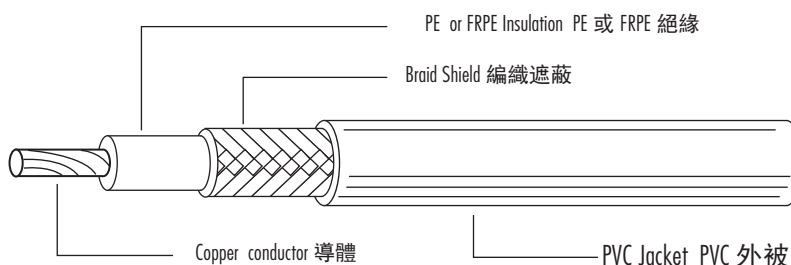 PE or FRPE Insulation PE 或 FRPE 絕緣
Braid Shield 編織遮蔽
Copper conductor 導體
PVC Jacket PVC 外被